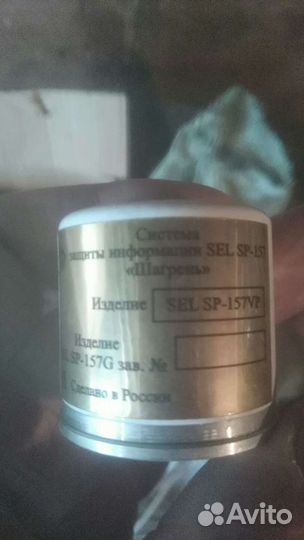 Система
защиты информации SEL SP-157
«Шагрень»
Изделие SEL SP-157VP
Изделие
SEL SP-157G зав. №
Сделано в России
Avito